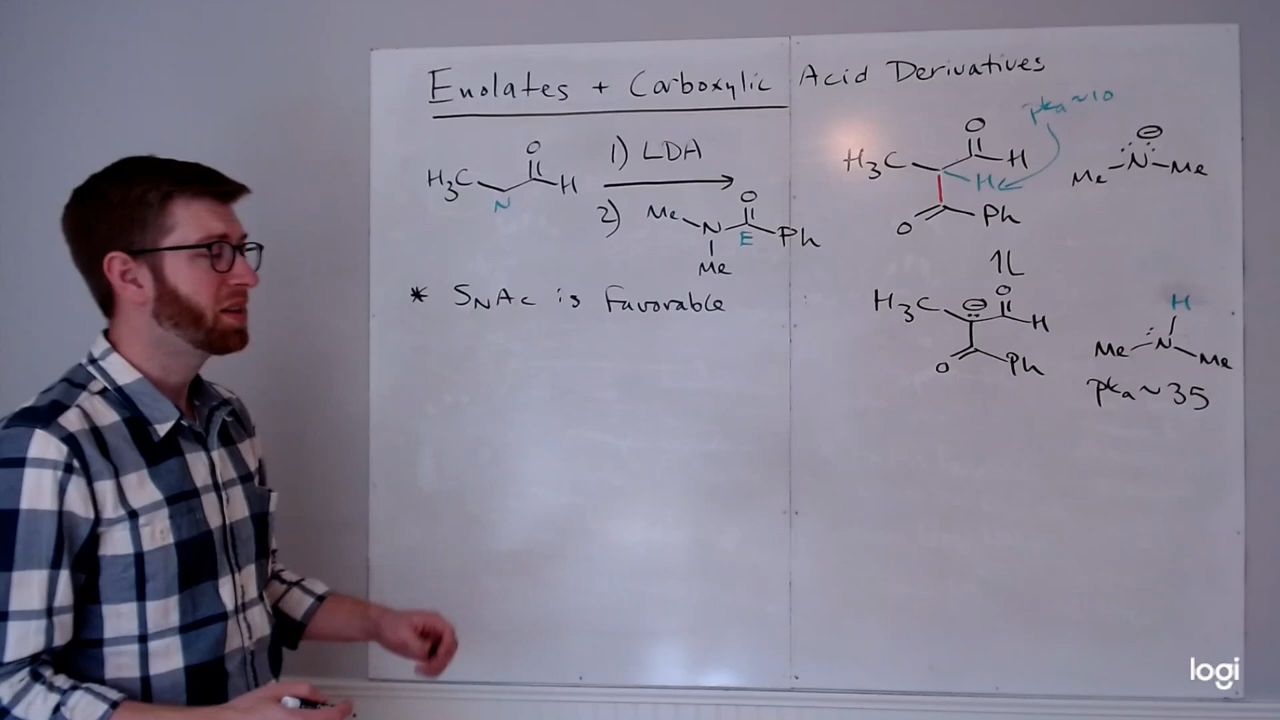 Enolates + Carboxylic Acid Derivatives
pka~10
O
1) LDA
O
H3C H
H3C H
H
Me N Me
N
2) Me N O
E Ph
Me
O Ph
* SNAc is Favorable
1L
H3C O
H
O Ph
H
Me N Me
pka~35
logi